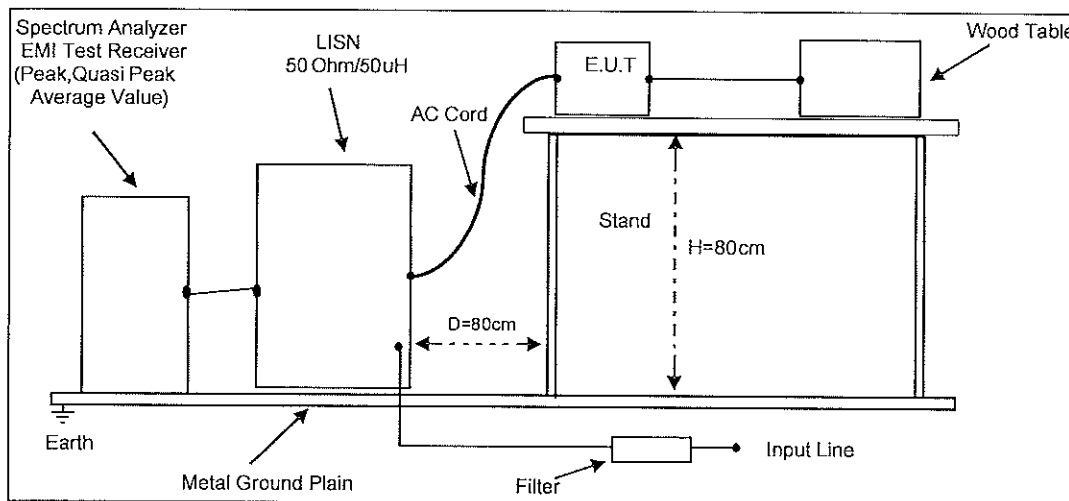 Spectrum Analyzer
EMI Test Receiver
(Peak,Quasi Peak
Average Value)
LISN
50 Ohm/50uH
AC Cord
E.U.T
Wood Table
Stand
H=80cm
D=80cm
Earth
Metal Ground Plain
Filter
Input Line